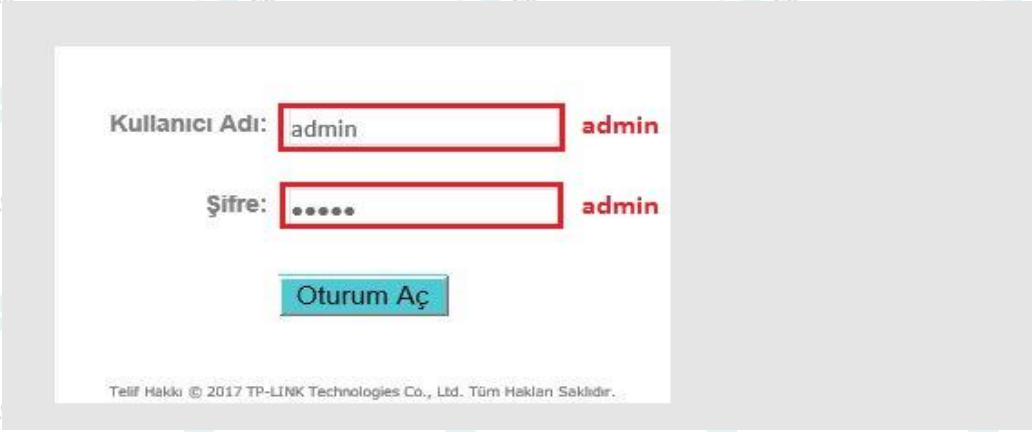 Kullanıcı Adı: admin admin
Şifre: ••••• admin
Oturum Aç
Telif Hakkı © 2017 TP-LINK Technologies Co., Ltd. Tüm Hakları Saklıdır.